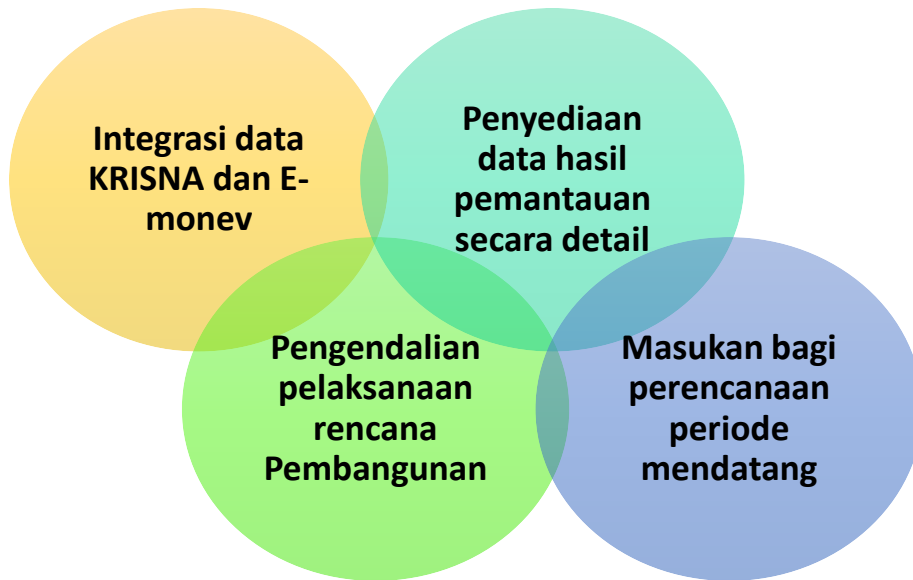 Integrasi data
KRISNA dan E-
monev
Penyediaan
data hasil
pemantauan
secara detail
Pengendalian
pelaksanaan
rencana
Pembangunan
Masukan bagi
perencanaan
periode
mendatang